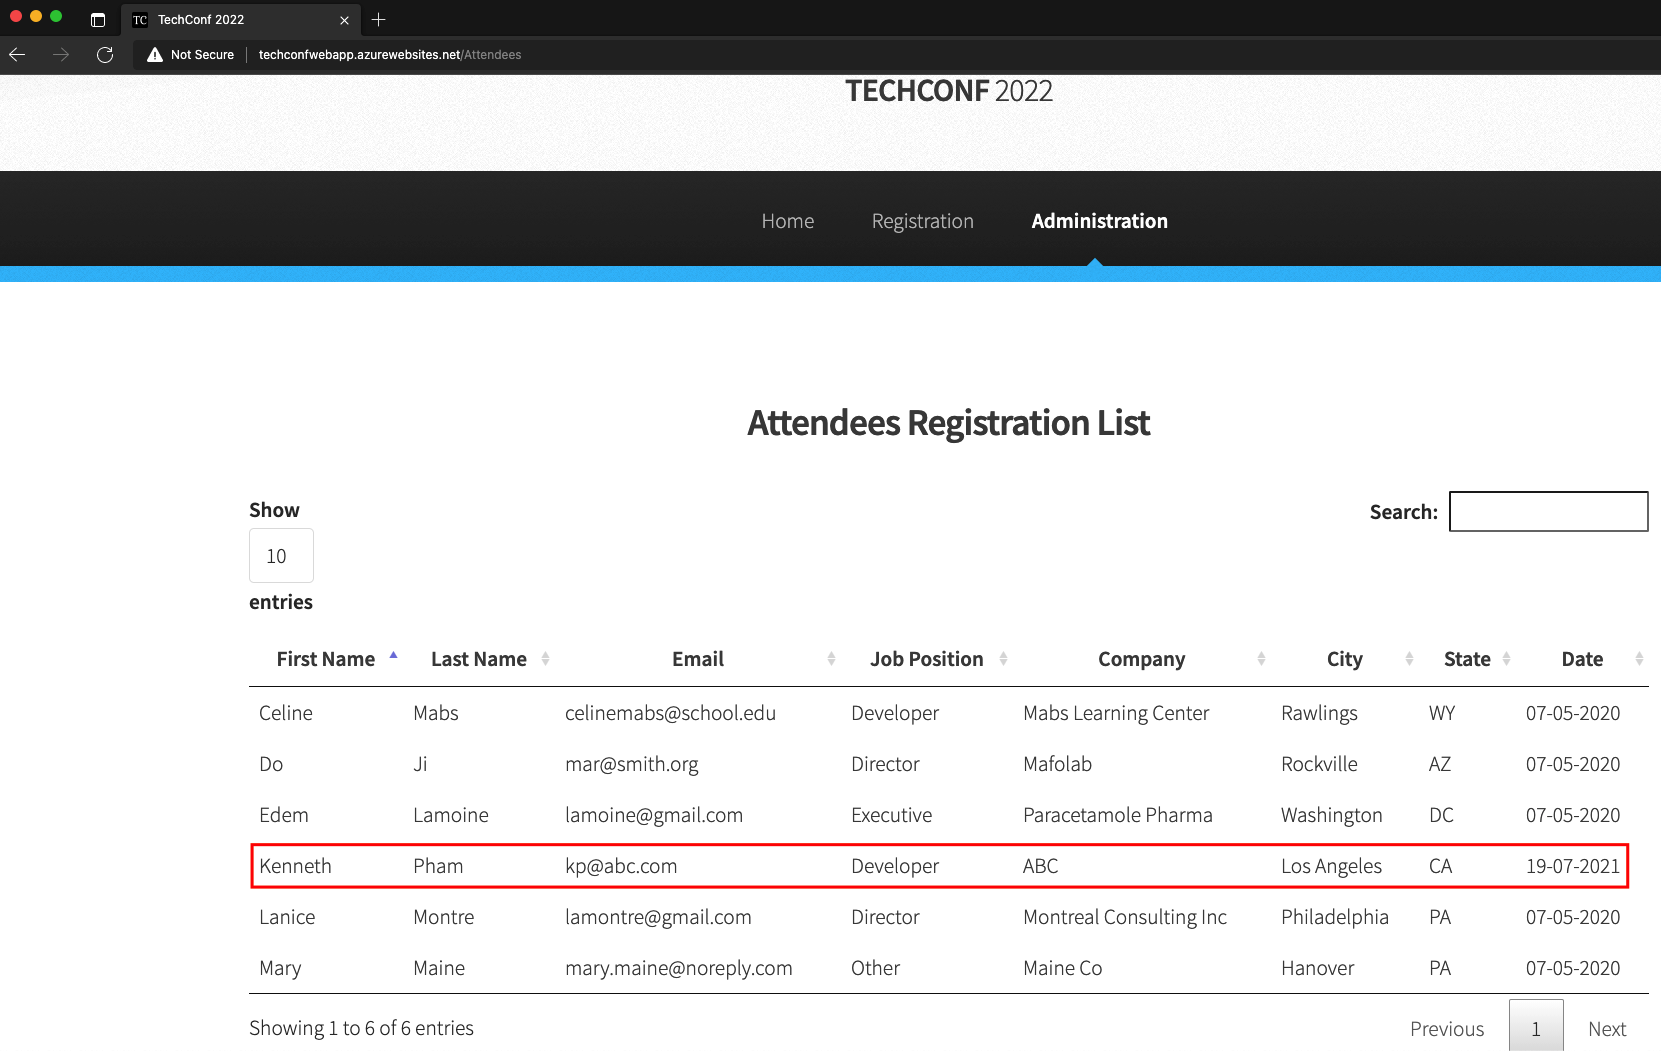 TC TechConf 2022
Not Secure techconfwebapp.azurewebsites.net/Attendees
TECHCONF 2022
Home Registration Administration
Attendees Registration List
Show
Search:
10
entries
First Name Last Name Email Job Position Company City State Date
Celine Mabs celinemabs@school.edu Developer Mabs Learning Center Rawlings WY 07-05-2020
Do Ji mar@smith.org Director Mafolab Rockville AZ 07-05-2020
Edem Lamoine lamoine@gmail.com Executive Paracetamole Pharma Washington DC 07-05-2020
Kenneth Pham kp@abc.com Developer ABC Los Angeles CA 19-07-2021
Lanice Montre lamontre@gmail.com Director Montreal Consulting Inc Philadelphia PA 07-05-2020
Mary Maine mary.maine@noreply.com Other Maine Co Hanover PA 07-05-2020
Showing 1 to 6 of 6 entries
Previous 1 Next